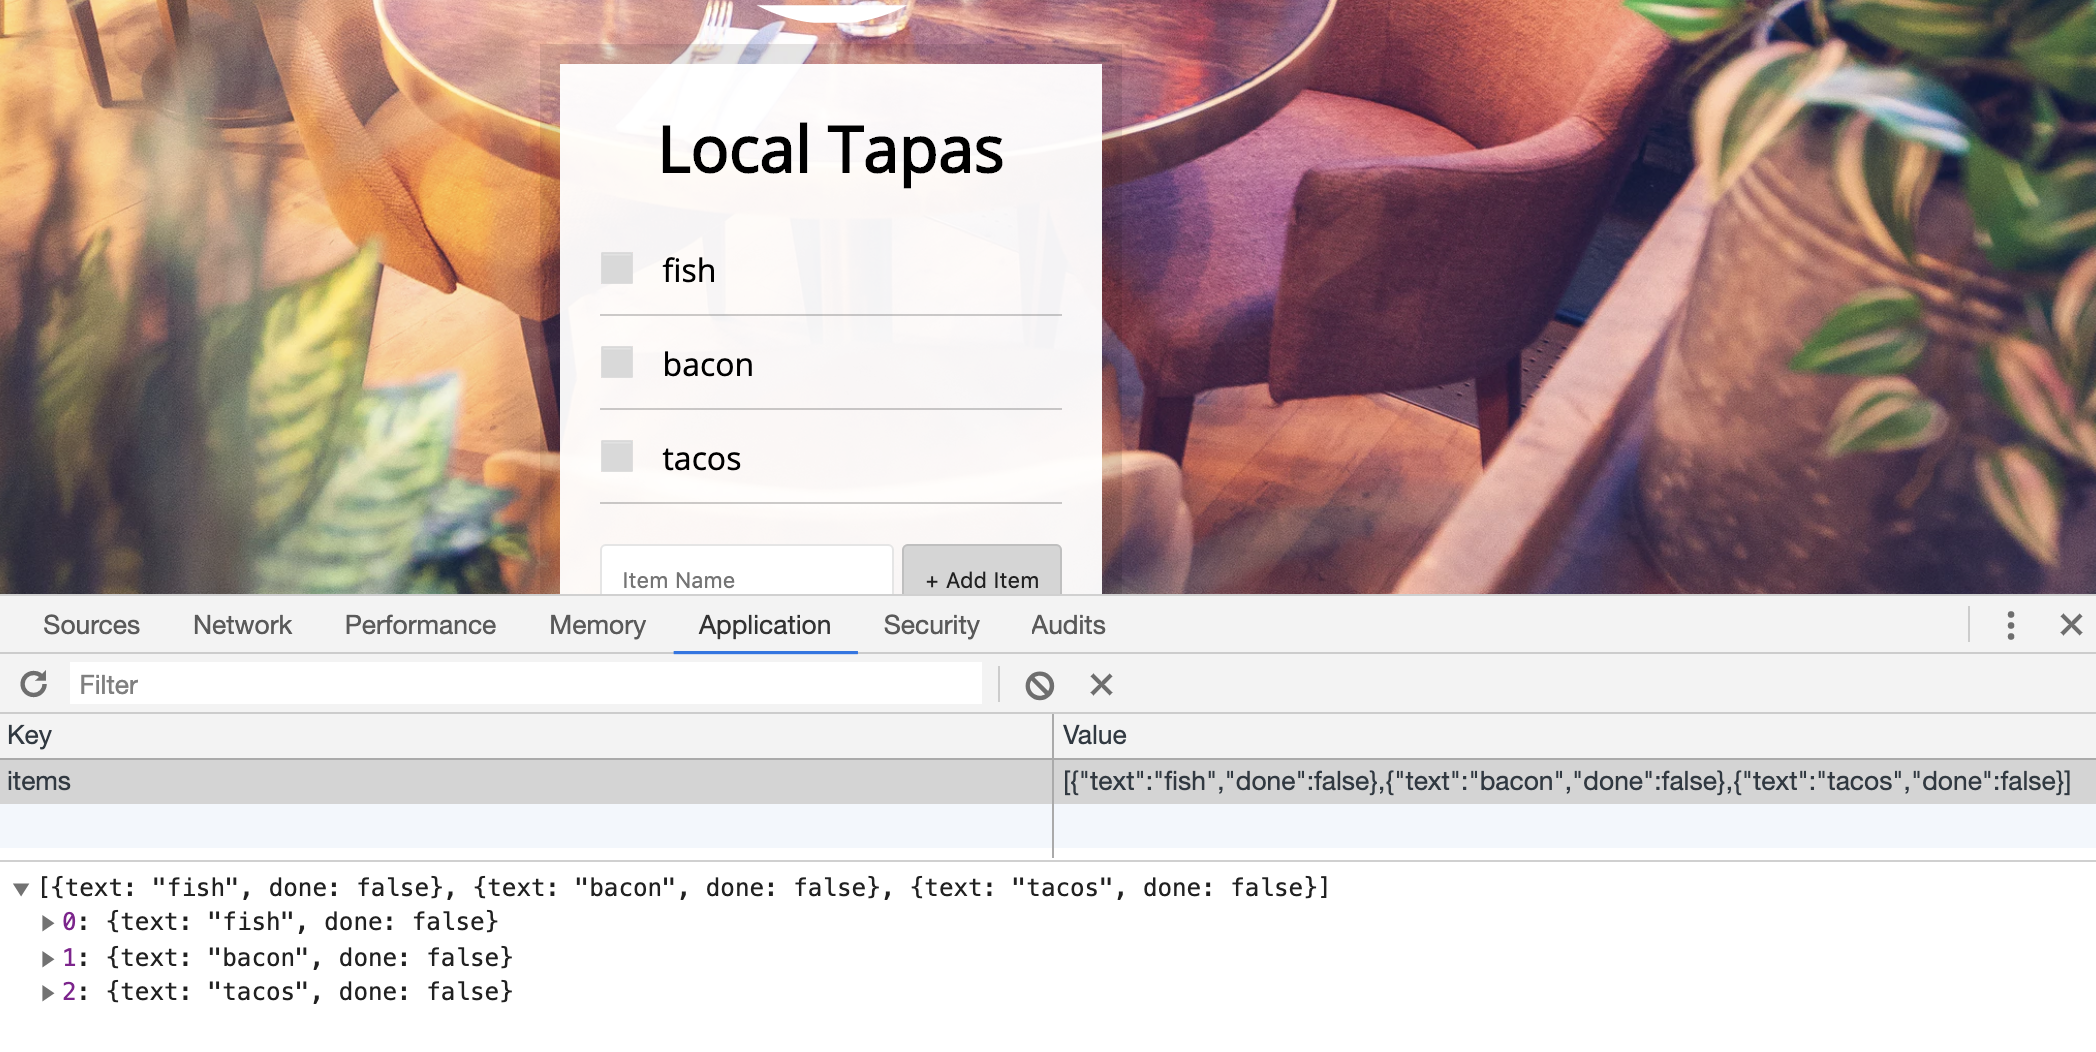 Local Tapas
fish
bacon
tacos
Item Name + Add Item
Sources Network Performance Memory Application Security Audits
Filter
Key Value
items [{"text":"fish","done":false},{"text":"bacon","done":false},{"text":"tacos","done":false}]
[{text: "fish", done: false}, {text: "bacon", done: false}, {text: "tacos", done: false}]
0: {text: "fish", done: false}
1: {text: "bacon", done: false}
2: {text: "tacos", done: false}